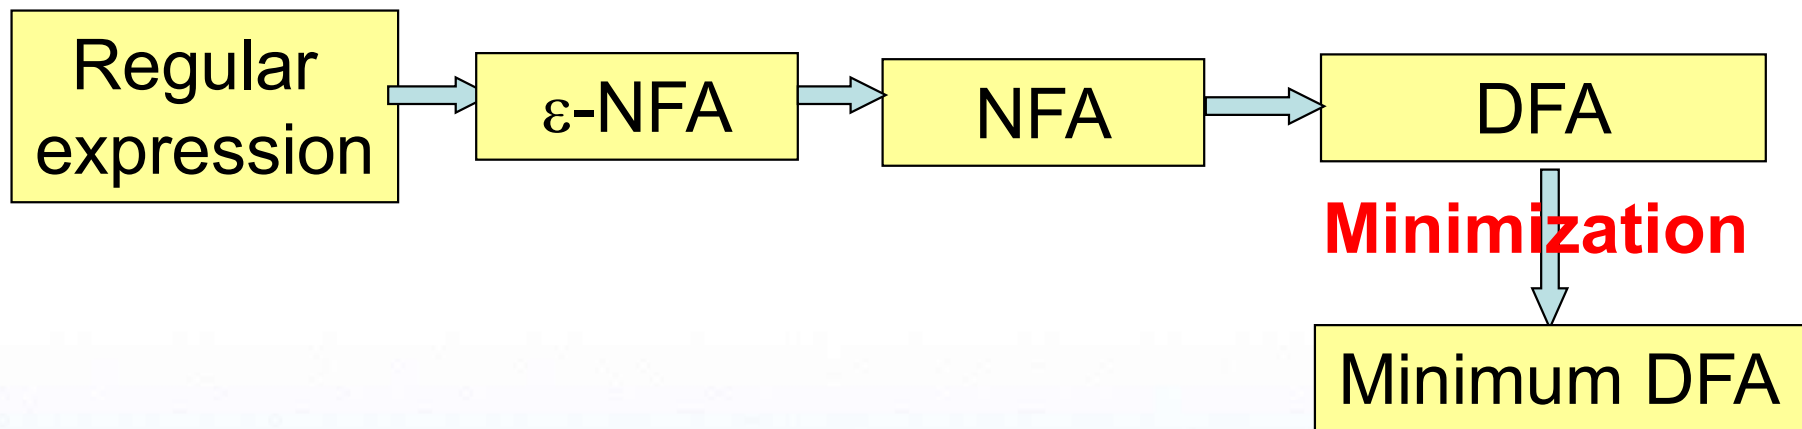 Regular
expression
ε-NFA
NFA
DFA
Minimization
Minimum DFA